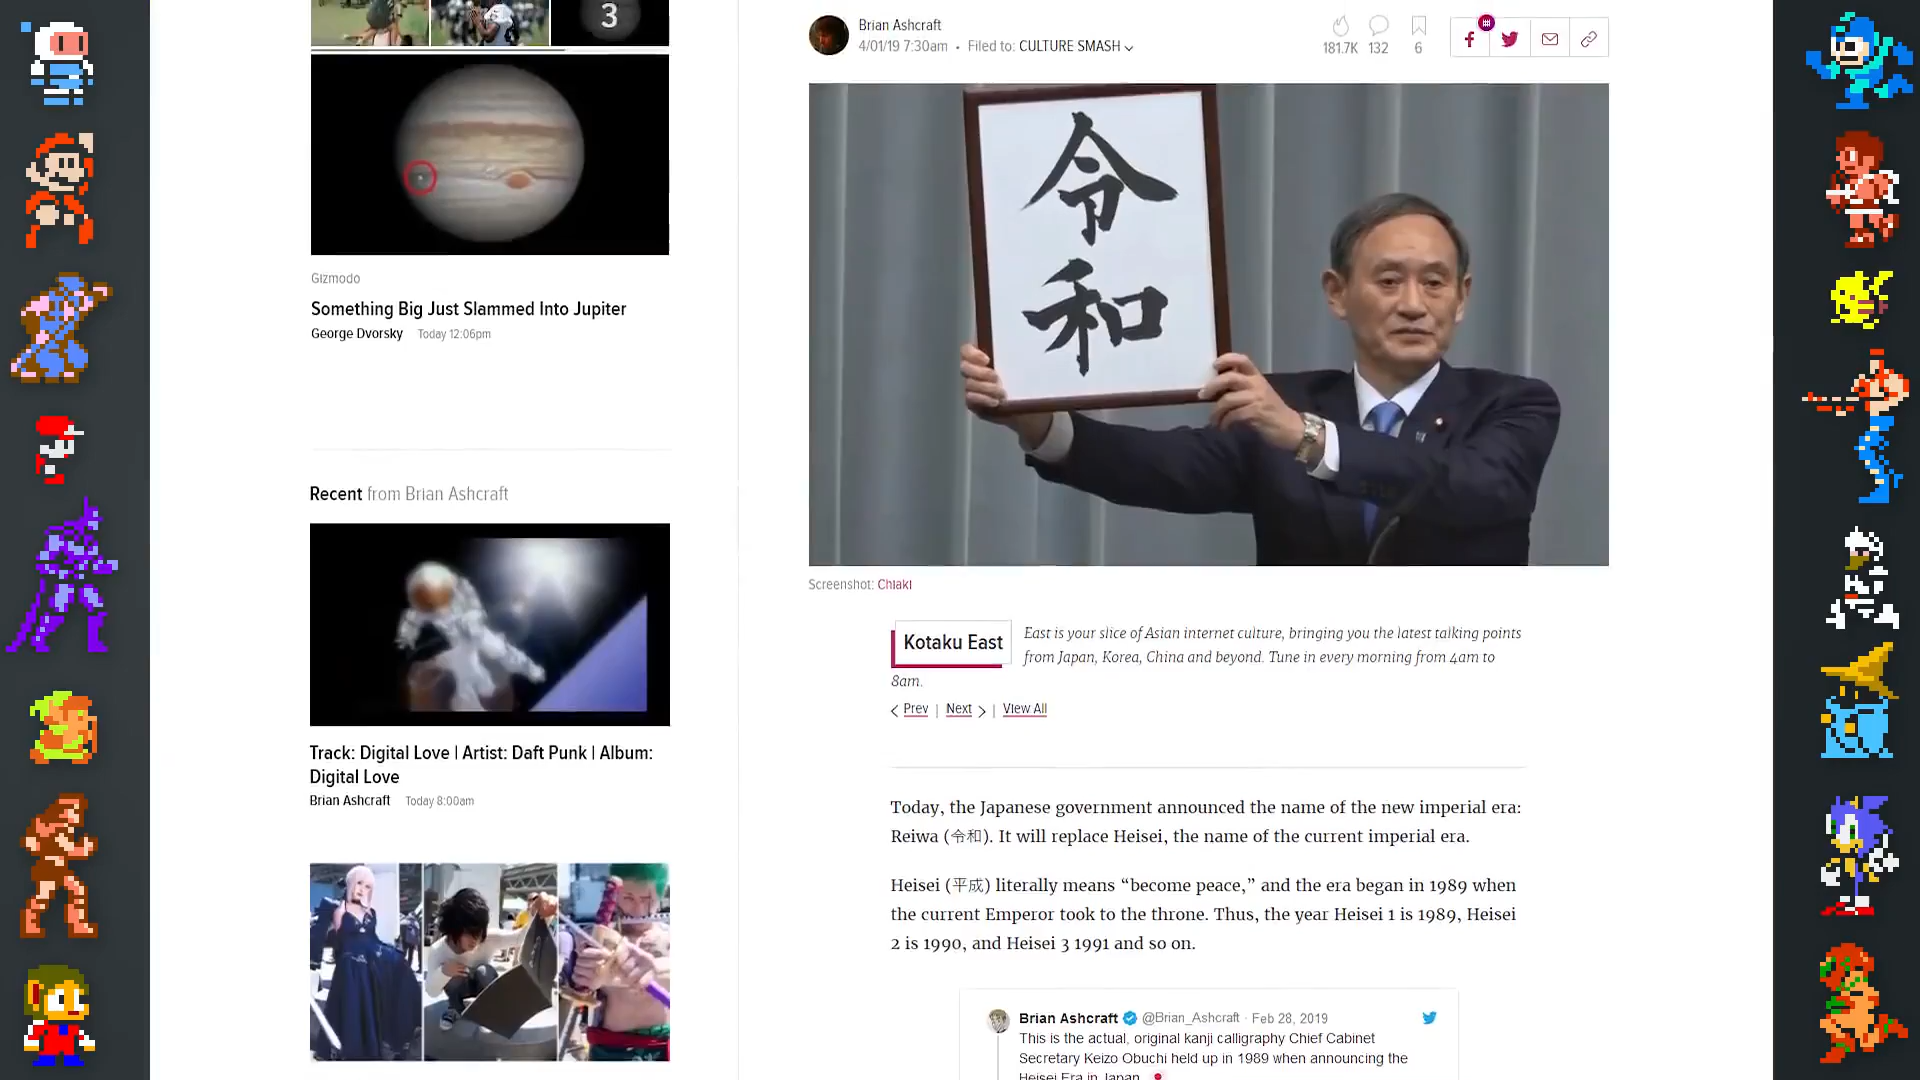 3
Gizmodo
Something Big Just Slammed Into Jupiter
George Dvorsky Today 12:06pm
Recent from Brian Ashcraft
Track: Digital Love | Artist: Daft Punk | Album:
Digital Love
Brian Ashcraft Today 8:00am
Brian Ashcraft
4/01/19 7:30am • Filed to: CULTURE SMASH
181.7K 132 6
令
和
Screenshot: Chiaki
Kotaku East
East is your slice of Asian internet culture, bringing you the latest talking points
from Japan, Korea, China and beyond. Tune in every morning from 4am to
8am.
Prev | Next | View All
Today, the Japanese government announced the name of the new imperial era:
Reiwa (令和). It will replace Heisei, the name of the current imperial era.
Heisei (平成) literally means “become peace,” and the era began in 1989 when
the current Emperor took to the throne. Thus, the year Heisei 1 is 1989, Heisei
2 is 1990, and Heisei 3 1991 and so on.
Brian Ashcraft @Brian_Ashcraft · Feb 28, 2019
This is the actual, original kanji calligraphy Chief Cabinet
Secretary Keizo Obuchi held up in 1989 when announcing the
Heisei Era in Japan